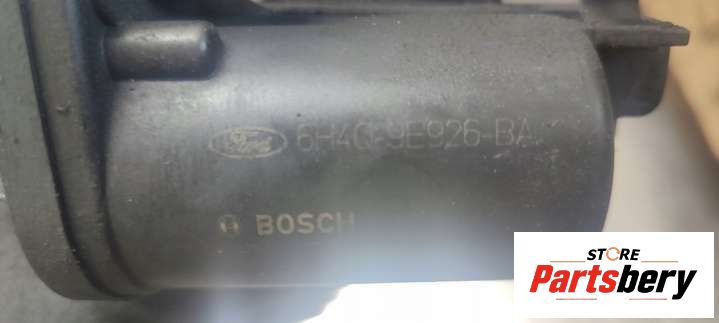 Ford 6H4Q-9E926-BA
BOSCH
STORE
Partsbery